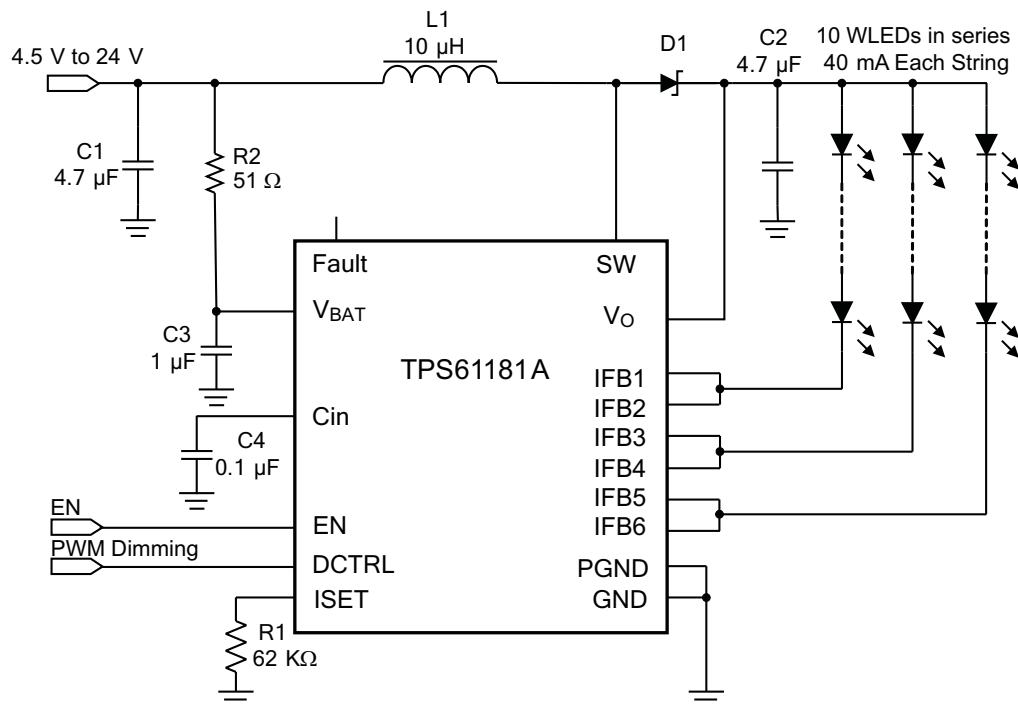 L1
10 µH
4.5 V to 24 V
D1
C2
4.7 µF
10 WLEDs in series
40 mA Each String
C1
4.7 µF
R2
51 Ω
Fault
SW
VBAT
VO
C3
1 µF
TPS61181A
IFB1
IFB2
IFB3
IFB4
IFB5
IFB6
Cin
C4
0.1 µF
EN
EN
PWM Dimming
DCTRL
PGND
ISET
GND
R1
62 KΩ